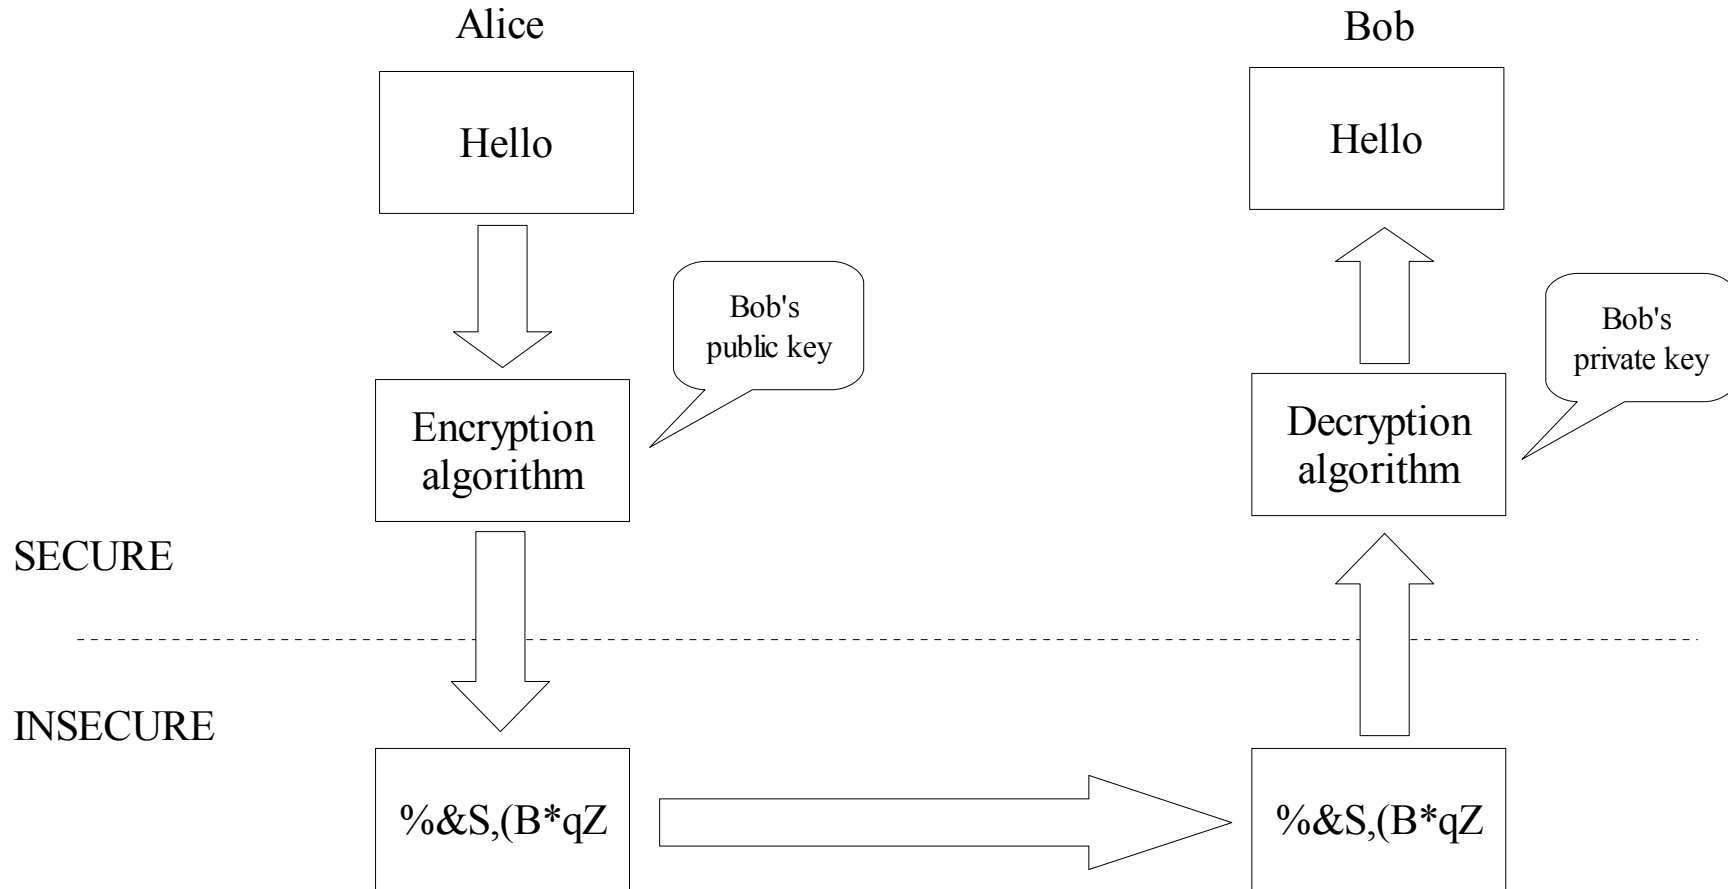 Alice
Bob
Hello
Hello
Bob's
public key
Bob's
private key
Encryption
algorithm
Decryption
algorithm
SECURE
INSECURE
%&S,(B*qZ
%&S,(B*qZ